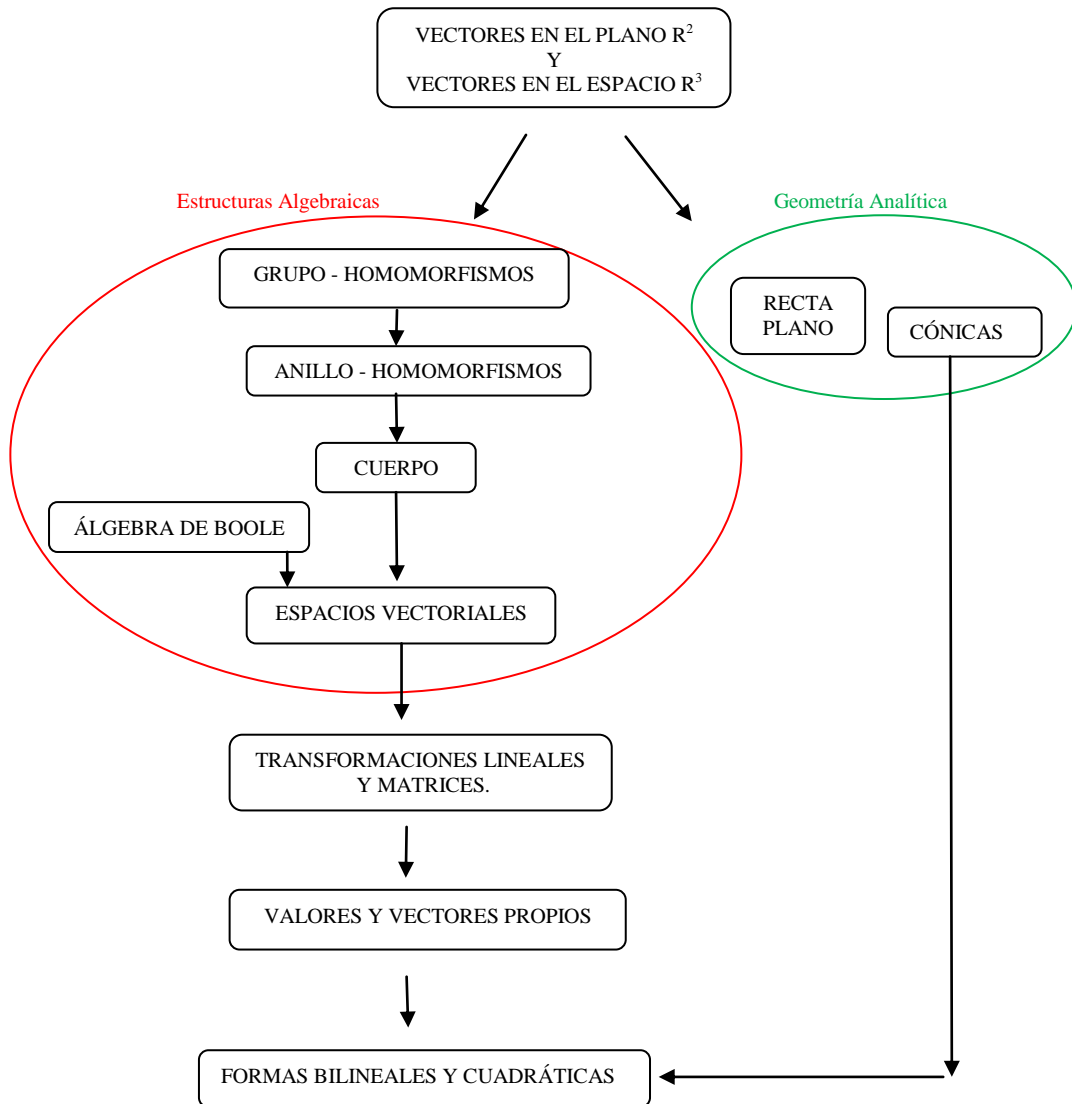 VECTORES EN EL PLANO R²
Y
VECTORES EN EL ESPACIO R³
Estructuras Algebraicas
Geometría Analítica
GRUPO - HOMOMORFISMOS
RECTA
PLANO
CÓNICAS
ANILLO - HOMOMORFISMOS
CUERPO
ÁLGEBRA DE BOOLE
ESPACIOS VECTORIALES
TRANSFORMACIONES LINEALES
Y MATRICES.
VALORES Y VECTORES PROPIOS
FORMAS BILINEALES Y CUADRÁTICAS